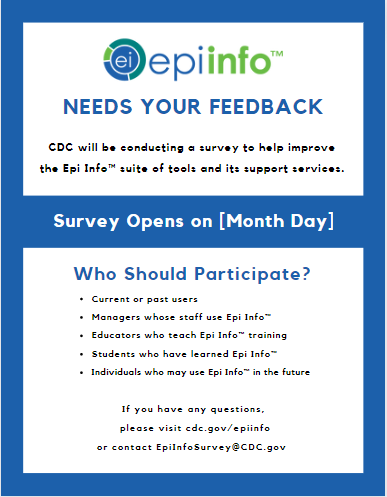 ei epiinfo™
NEEDS YOUR FEEDBACK
CDC will be conducting a survey to help improve
the Epi Info™ suite of tools and its support services.
Survey Opens on [Month Day]
Who Should Participate?
• Current or past users
• Managers whose staff use Epi Info™
• Educators who teach Epi Info™ training
• Students who have learned Epi Info™
• Individuals who may use Epi Info™ in the future
If you have any questions,
please visit cdc.gov/epiinfo
or contact EpiInfoSurvey@CDC.gov